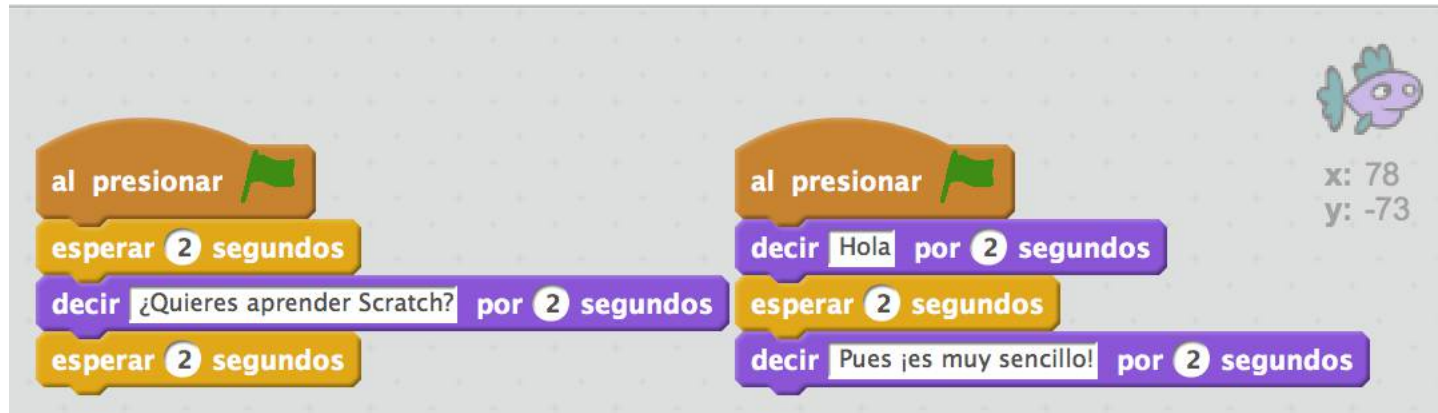 al presionar
esperar 2 segundos
decir ¿Quieres aprender Scratch? por 2 segundos
esperar 2 segundos
al presionar
decir Hola por 2 segundos
esperar 2 segundos
decir Pues ¡es muy sencillo! por 2 segundos
x: 78
y: -73